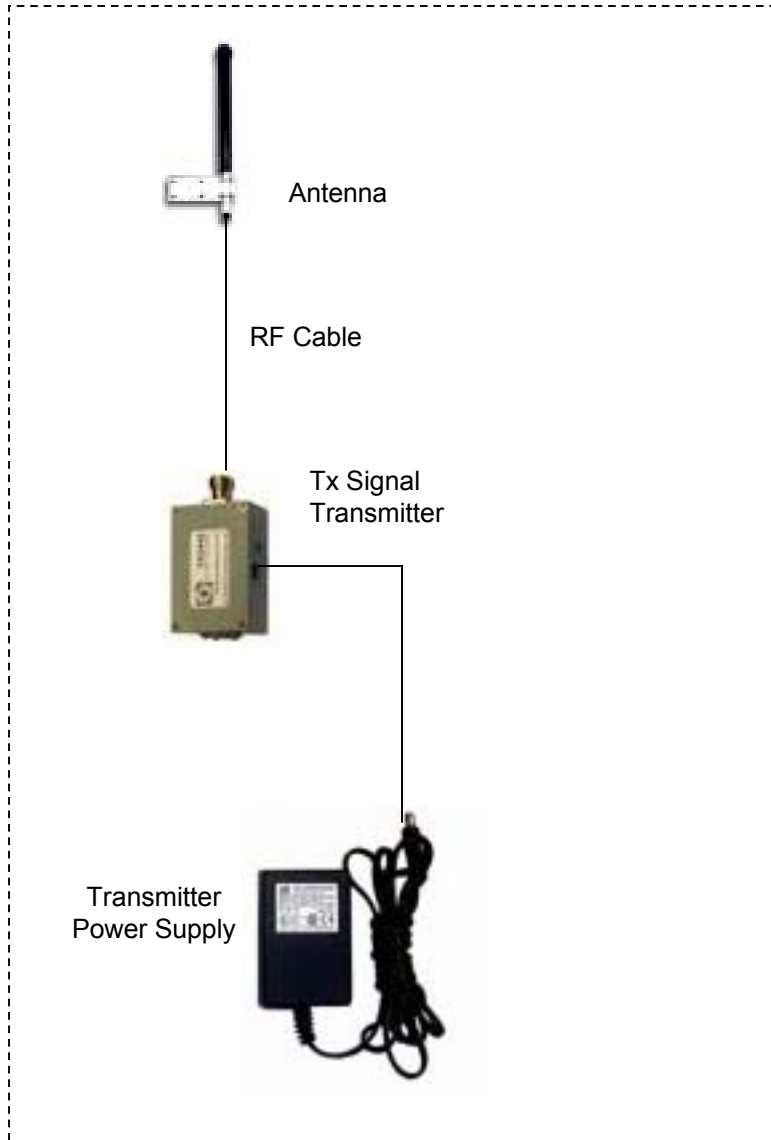 Antenna
RF Cable
Tx Signal
Transmitter
Transmitter
Power Supply